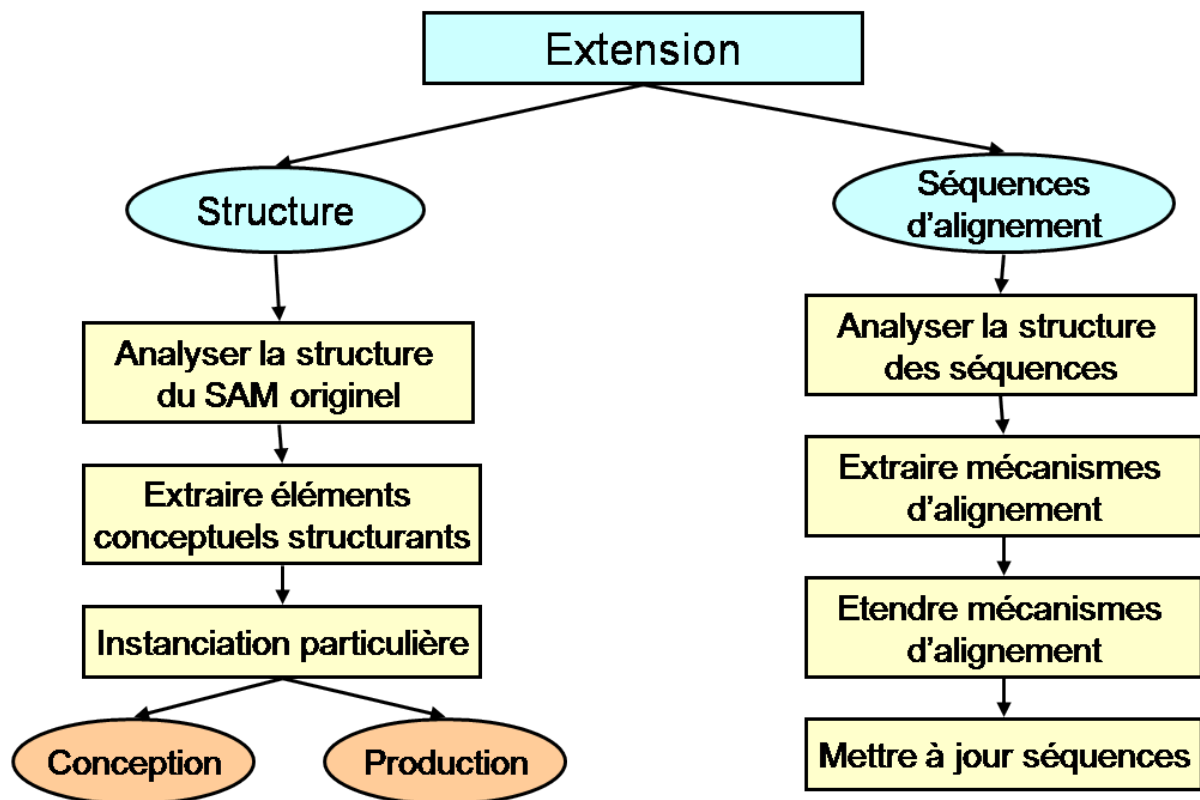 Extension
Structure
Séquences
d'alignement
Analyser la structure
du SAM originel
Extraire éléments
conceptuels structurants
Instanciation particulière
Conception
Production
Analyser la structure
des séquences
Extraire mécanismes
d'alignement
Etendre mécanismes
d'alignement
Mettre à jour séquences